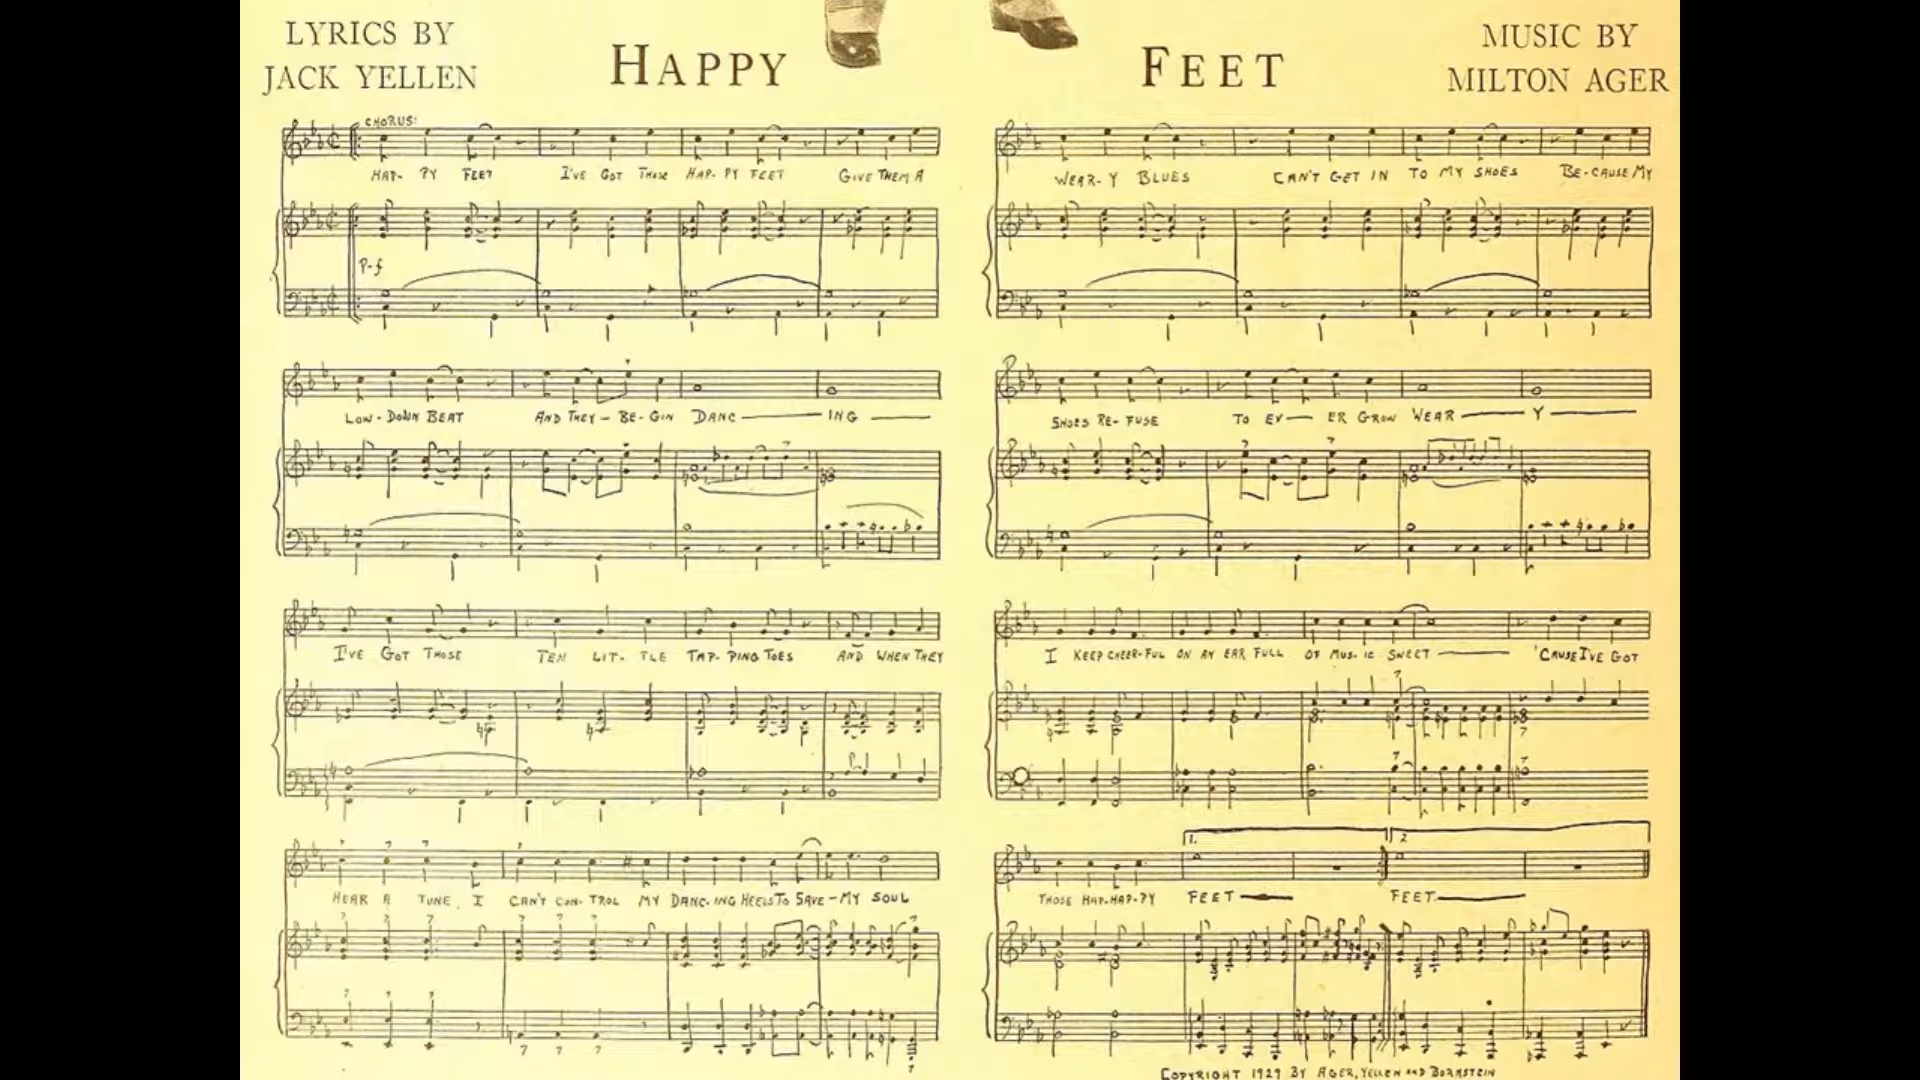 LYRICS BY
JACK YELLEN
HAPPY FEET
MUSIC BY
MILTON AGER
CHORUS:
HAP- PY FEET I'VE GOT THOSE HAP- PY FEET GIVE THEM A
P-f
LOW-DOWN BEAT AND THEY- BE-GIN DANC ING
I'VE GOT THOSE TEN LIT- TLE TAP- PING TOES AND WHEN THEY
HEAR A TUNE, I CAN'T CON- TROL MY DANC-ING HEELS TO SAVE-MY SOUL
WEAR-Y BLUES CAN'T GET IN TO MY SHOES BE-CAUSE MY
SHOES RE-FUSE TO EV- ER GROW WEAR Y
I KEEP CHEER-FUL ON AN EAR FULL OF MUS-IC SWEET 'CAUSE I'VE GOT
1. 2
THOSE HAP-HAP-PY FEET FEET
COPYRIGHT 1929 BY AGER, YELLEN AND BORNSTEIN